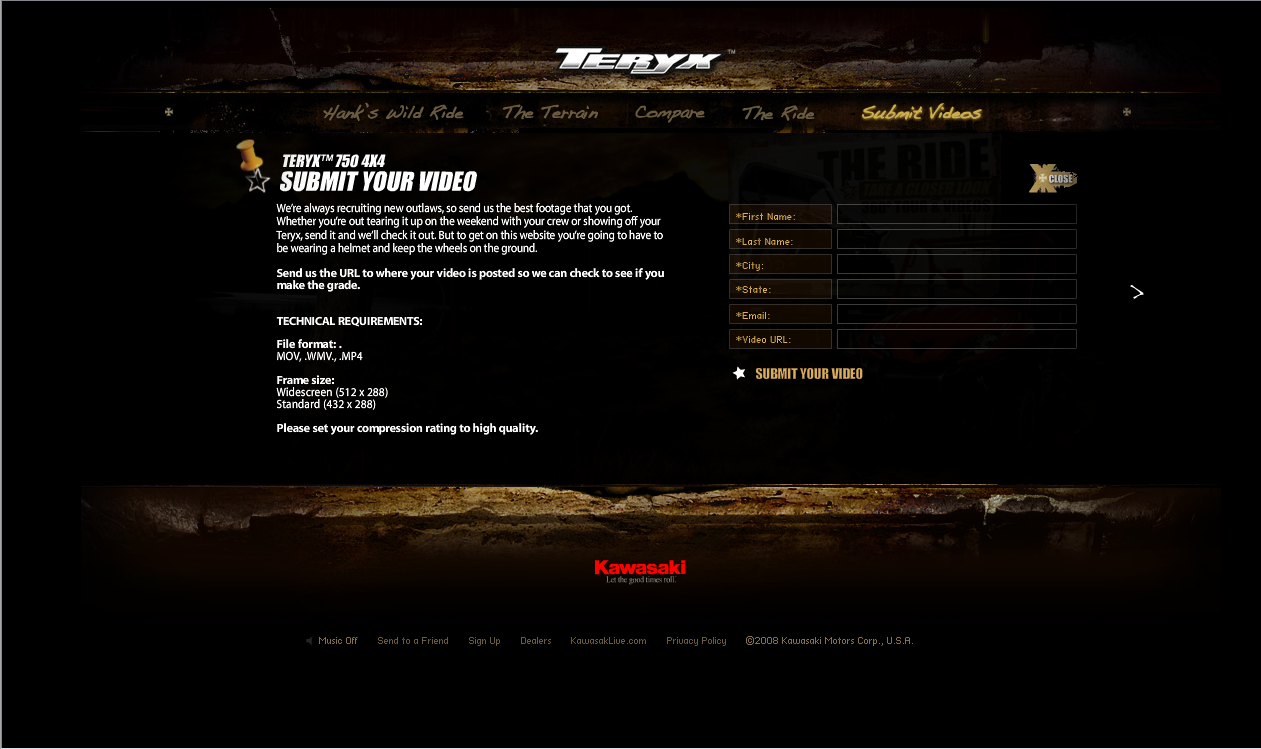 TERYX™
Hank's Wild Ride
The Terrain
Compare
The Ride
Submit Videos
TERYX™ 750 4X4
SUBMIT YOUR VIDEO
We're always recruiting new outlaws, so send us the best footage that you got.
Whether you're out tearing it up on the weekend with your crew or showing off your
Teryx, send it and we'll check it out. But to get on this website you're going to have to
be wearing a helmet and keep the wheels on the ground.
Send us the URL to where your video is posted so we can check to see if you
make the grade.
TECHNICAL REQUIREMENTS:
File format: .
MOV, .WMV., .MP4
Frame size:
Widescreen (512 x 288)
Standard (432 x 288)
Please set your compression rating to high quality.
THE RIDE
TAKE A CLOSER LOOK
X CLOSE
*First Name:
*Last Name:
*City:
*State:
*Email:
*Video URL:
SUBMIT YOUR VIDEO
>
Kawasaki
Let the good times roll.
Music Off
Send to a Friend
Sign Up
Dealers
KawasakLive.com
Privacy Policy
©2008 Kawasaki Motors Corp., U.S.A.